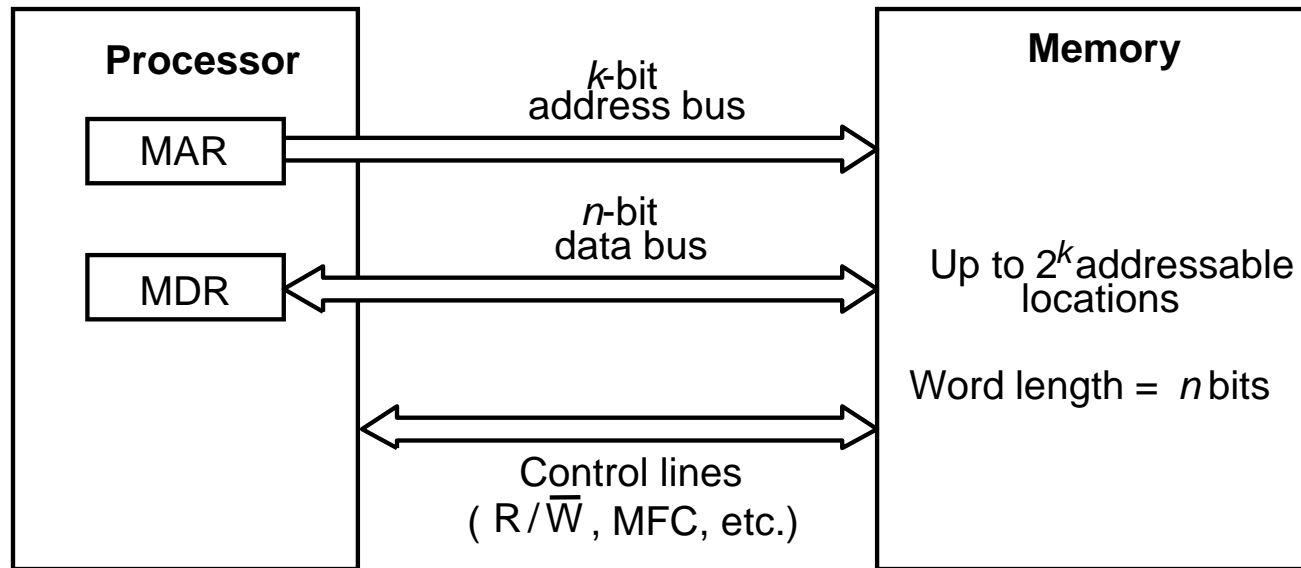 Processor
Memory
k-bit
address bus
MAR
n-bit
data bus
MDR
Up to 2ᵏ addressable
locations
Word length = n bits
Control lines
( R / W̅ , MFC, etc.)